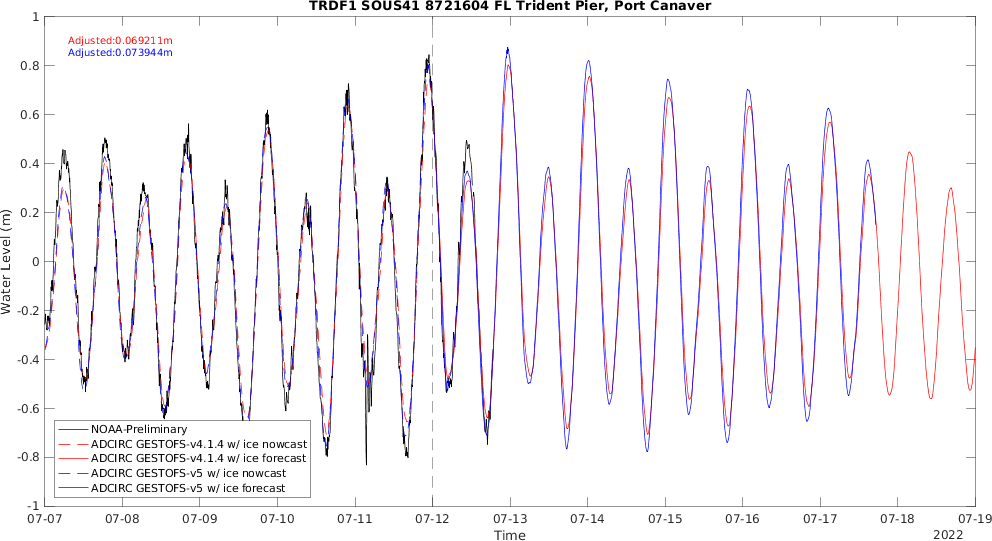 TRDF1 SOUS41 8721604 FL Trident Pier, Port Canaver
Adjusted:0.069211m
Adjusted:0.073944m
Water Level (m)
1
0.8
0.6
0.4
0.2
0
-0.2
-0.4
-0.6
-0.8
-1
NOAA-Preliminary
ADCIRC GESTOFS-v4.1.4 w/ ice nowcast
ADCIRC GESTOFS-v4.1.4 w/ ice forecast
ADCIRC GESTOFS-v5 w/ ice nowcast
ADCIRC GESTOFS-v5 w/ ice forecast
07-07 07-08 07-09 07-10 07-11 07-12 07-13 07-14 07-15 07-16 07-17 07-18 07-19
Time
2022